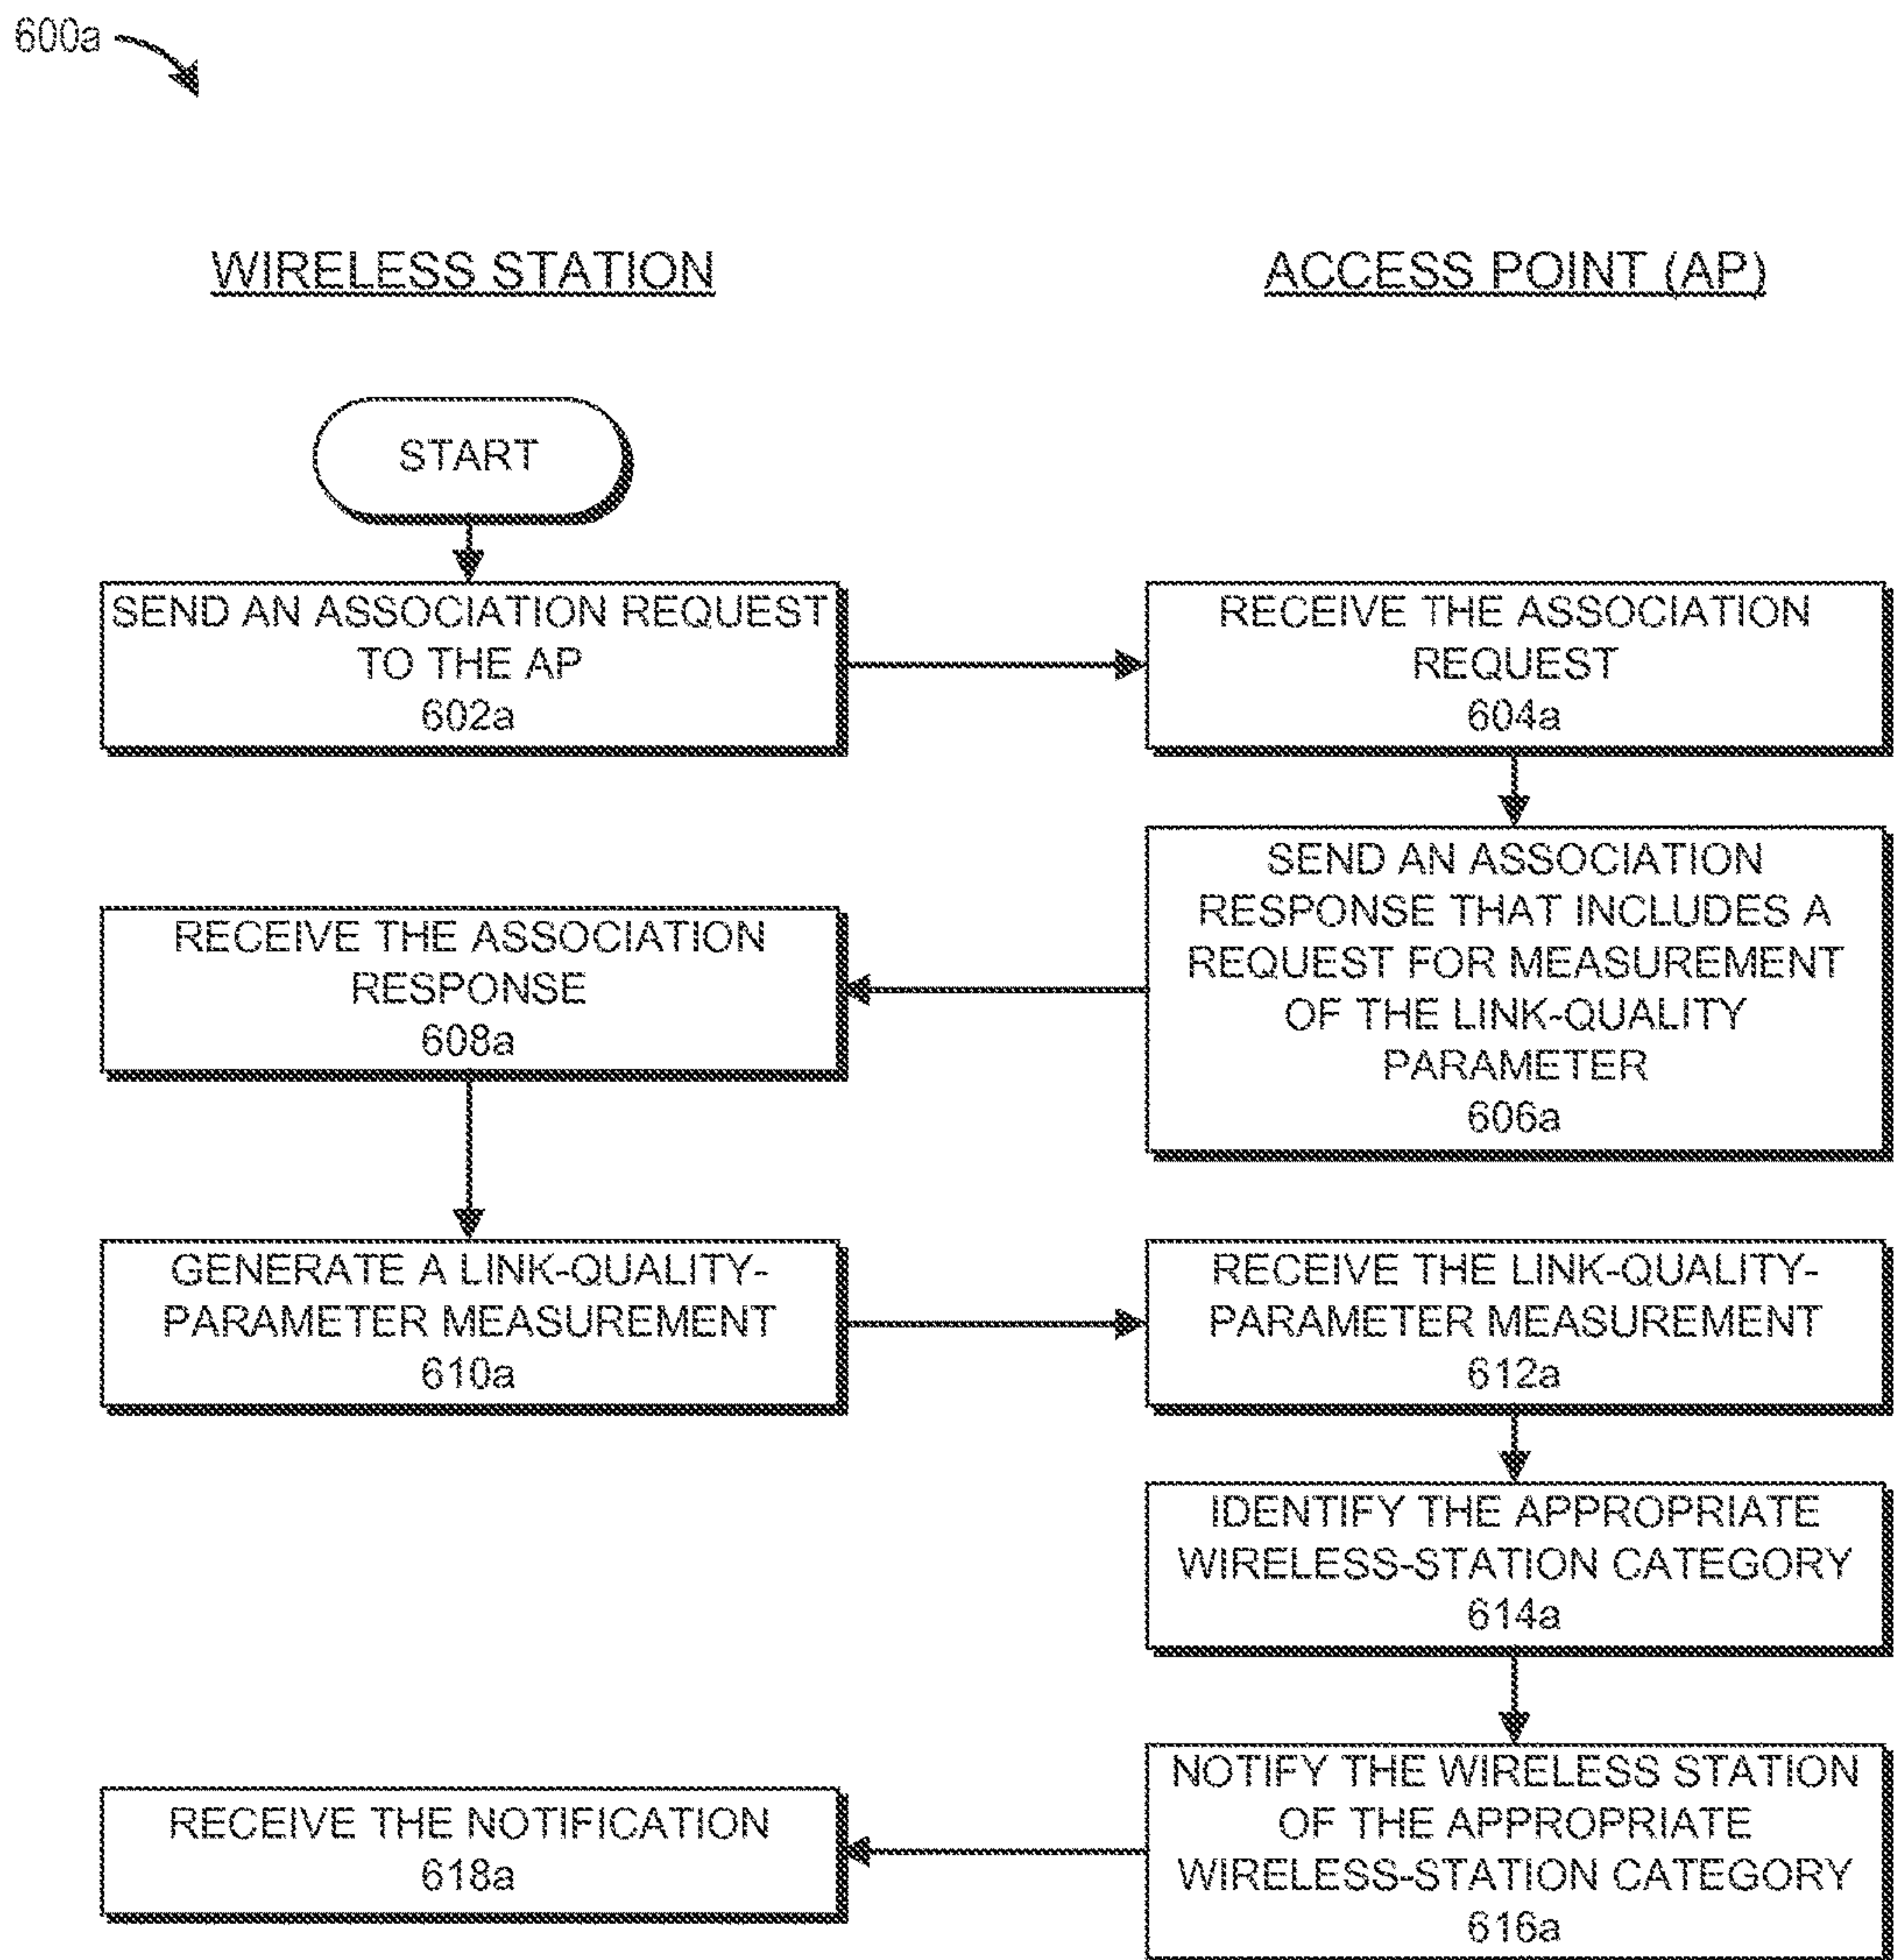 600a
WIRELESS STATION
ACCESS POINT (AP)
START
SEND AN ASSOCIATION REQUEST
TO THE AP
602a
RECEIVE THE ASSOCIATION
REQUEST
604a
SEND AN ASSOCIATION
RESPONSE THAT INCLUDES A
REQUEST FOR MEASUREMENT
OF THE LINK-QUALITY
PARAMETER
606a
RECEIVE THE ASSOCIATION
RESPONSE
608a
GENERATE A LINK-QUALITY-
PARAMETER MEASUREMENT
610a
RECEIVE THE LINK-QUALITY-
PARAMETER MEASUREMENT
612a
IDENTIFY THE APPROPRIATE
WIRELESS-STATION CATEGORY
614a
NOTIFY THE WIRELESS STATION
OF THE APPROPRIATE
WIRELESS-STATION CATEGORY
616a
RECEIVE THE NOTIFICATION
618a